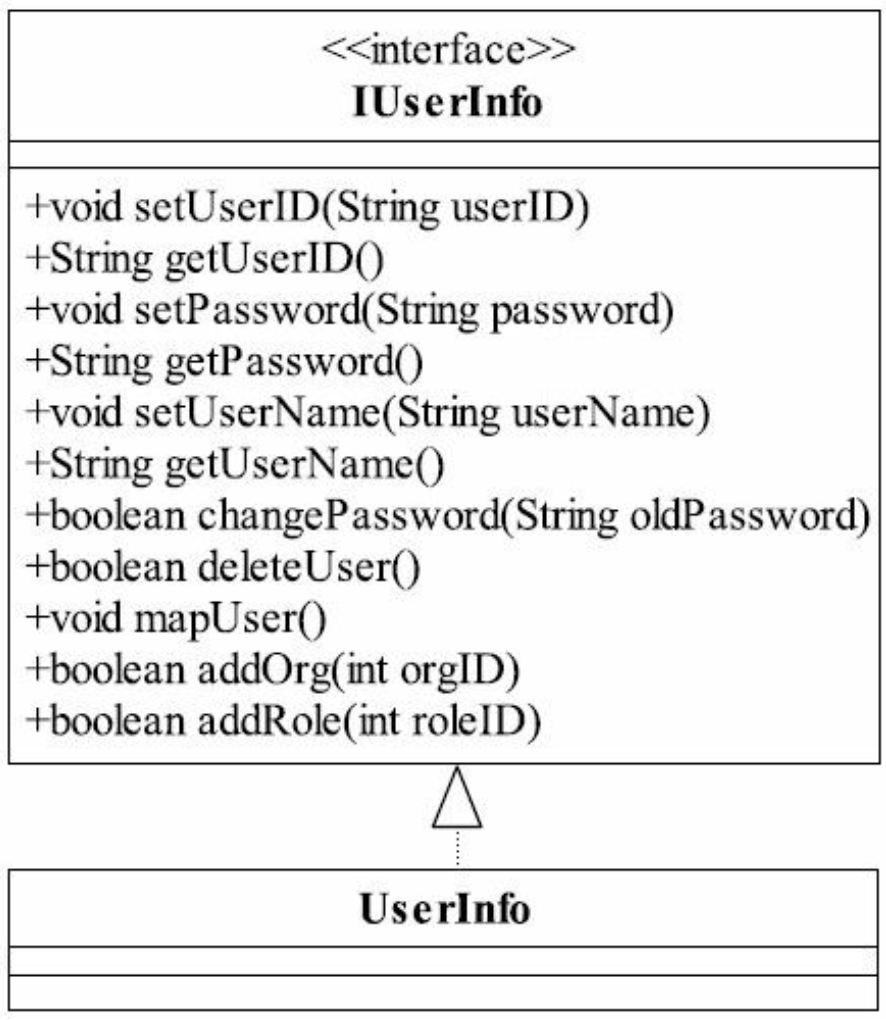 <<interface>>
IUserInfo
+void setUserID(String userID)
+String getUserID()
+void setPassword(String password)
+String getPassword()
+void setUserName(String userName)
+String getUserName()
+boolean changePassword(String oldPassword)
+boolean deleteUser()
+void mapUser()
+boolean addOrg(int orgID)
+boolean addRole(int roleID)
UserInfo